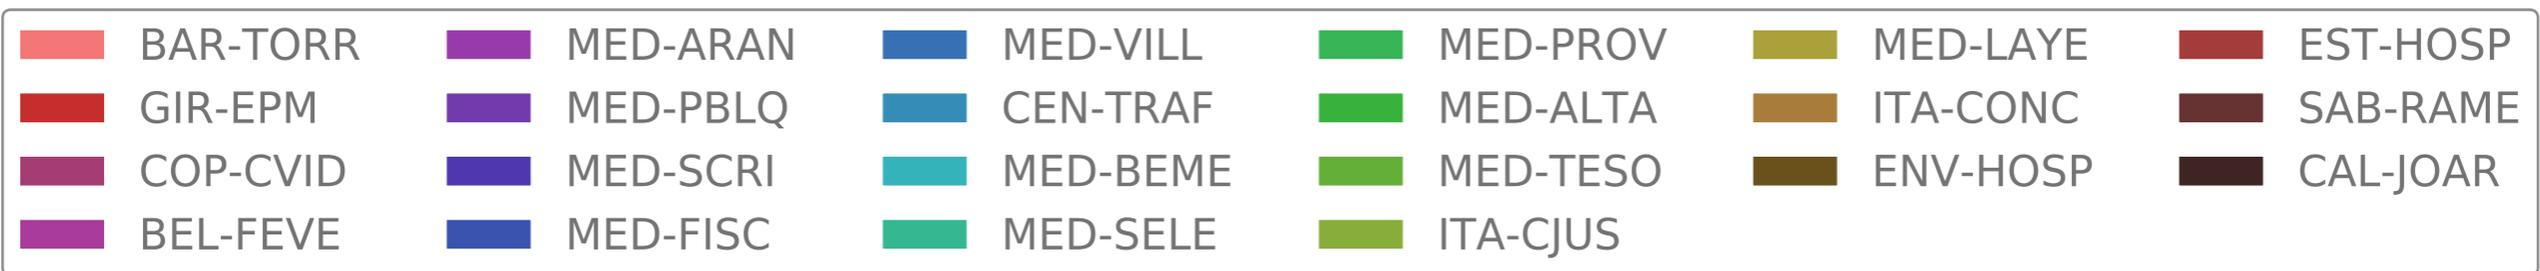 BAR-TORR MED-ARAN MED-VILL MED-PROV MED-LAYE EST-HOSP
GIR-EPM MED-PBLQ CEN-TRAF MED-ALTA ITA-CONC SAB-RAME
COP-CVID MED-SCRI MED-BEME MED-TESO ENV-HOSP CAL-JOAR
BEL-FEVE MED-FISC MED-SELE ITA-CJUS